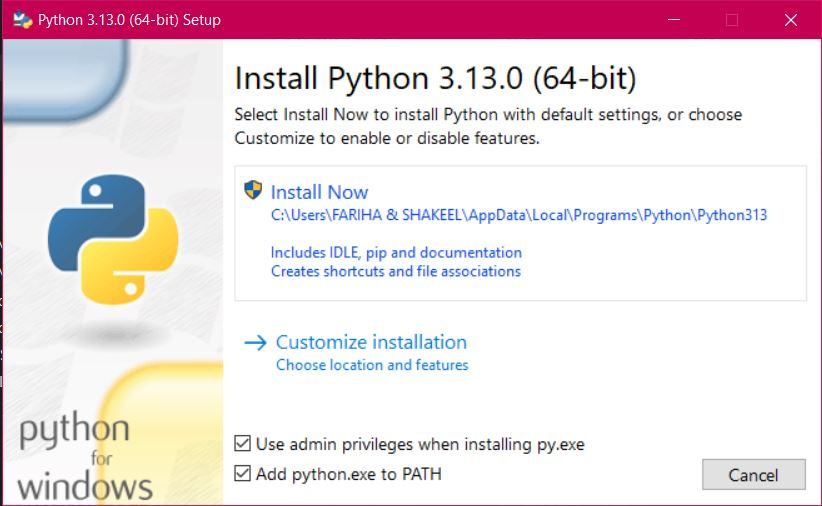 Python 3.13.0 (64-bit) Setup
Install Python 3.13.0 (64-bit)
Select Install Now to install Python with default settings, or choose
Customize to enable or disable features.
Install Now
C:\Users\FARIHA & SHAKEEL\AppData\Local\Programs\Python\Python313
Includes IDLE, pip and documentation
Creates shortcuts and file associations
Customize installation
Choose location and features
Use admin privileges when installing py.exe
Add python.exe to PATH
Cancel
python
for
windows